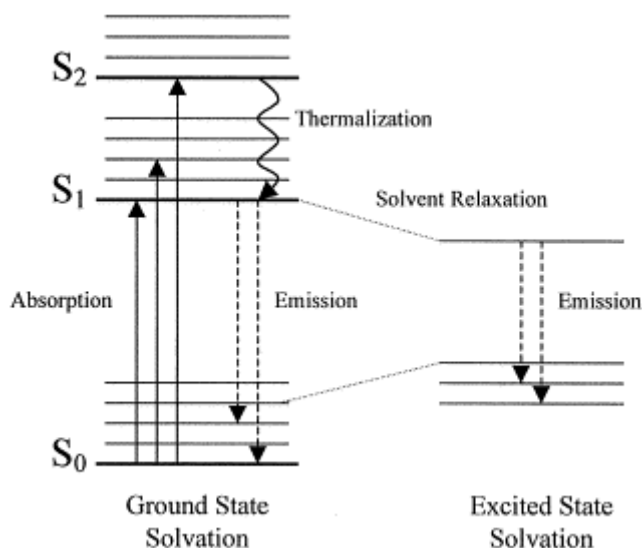 S2
Thermalization
S1
Solvent Relaxation
Absorption
Emission
Emission
S0
Ground State
Solvation
Excited State
Solvation